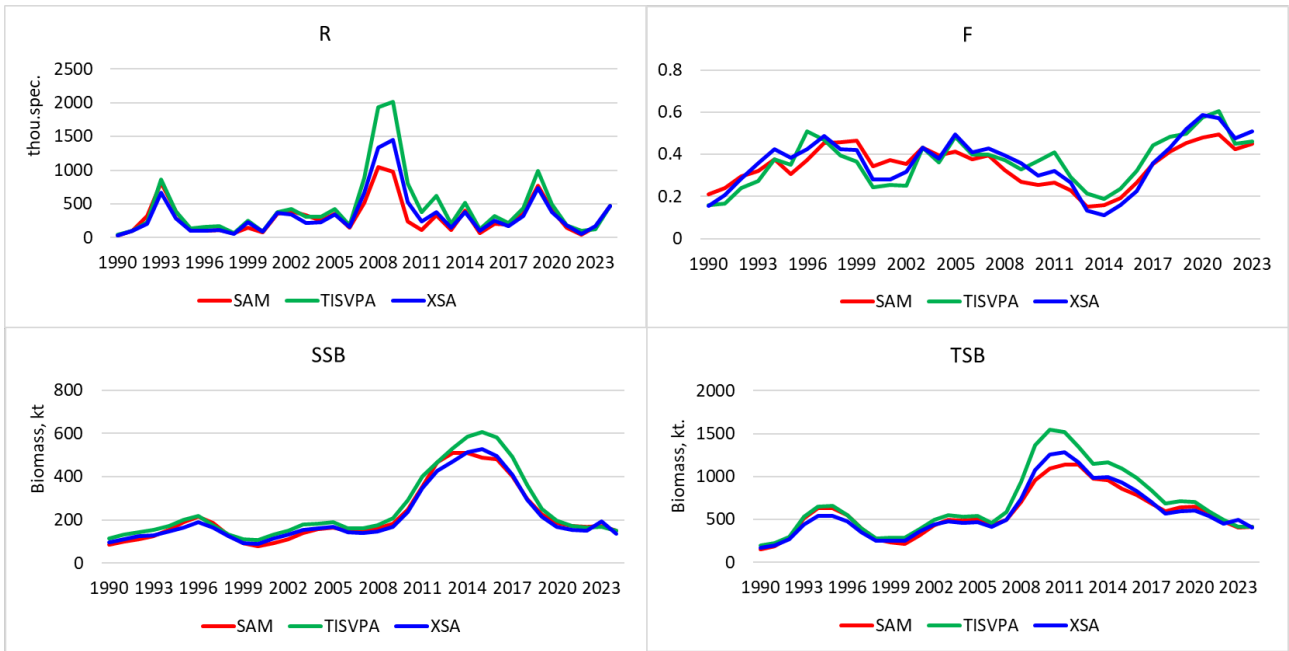 R
thou.spec.
2500
2000
1500
1000
500
0
1990 1993 1996 1999 2002 2005 2008 2011 2014 2017 2020 2023
SAM TISVPA XSA
F
0.8
0.6
0.4
0.2
0
1990 1993 1996 1999 2002 2005 2008 2011 2014 2017 2020 2023
SAM TISVPA XSA
SSB
Biomass, kt
800
600
400
200
0
1990 1993 1996 1999 2002 2005 2008 2011 2014 2017 2020 2023
SAM TISVPA XSA
TSB
Biomass, kt.
2000
1500
1000
500
0
1990 1993 1996 1999 2002 2005 2008 2011 2014 2017 2020 2023
SAM TISVPA XSA